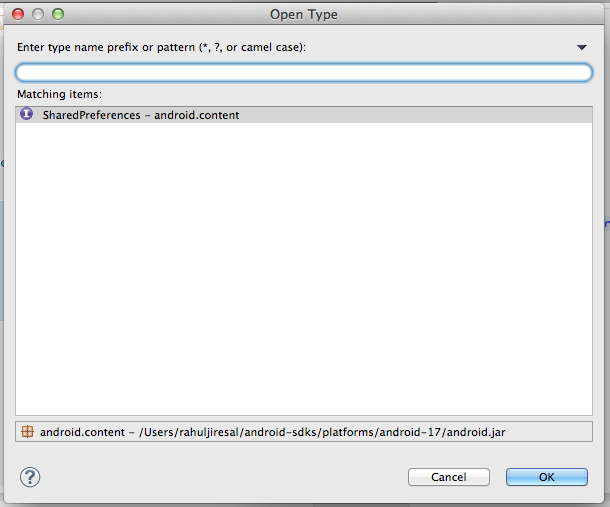 Open Type
Enter type name prefix or pattern (*, ?, or camel case):
Matching items:
I SharedPreferences – android.content
android.content – /Users/rahuljiresal/android-sdks/platforms/android-17/android.jar
? Cancel OK